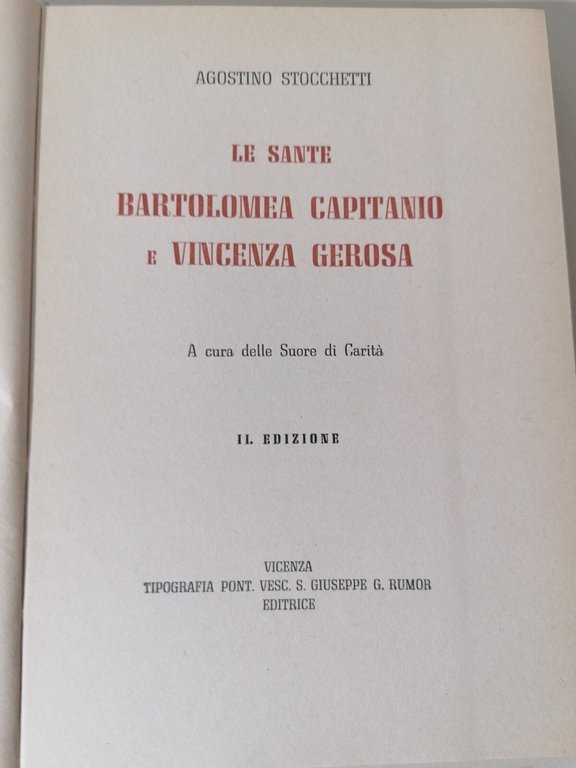 AGOSTINO STOCCHETTI
LE SANTE
BARTOLOMEA CAPITANIO
E VINCENZA GEROSA
A cura delle Suore di Carità
II. EDIZIONE
VICENZA
TIPOGRAFIA PONT. VESC. S. GIUSEPPE G. RUMOR
EDITRICE